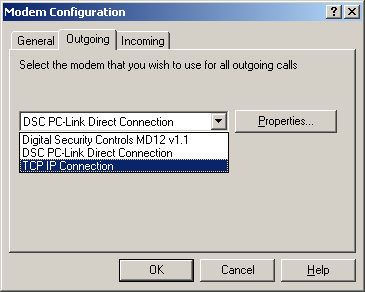 Modem Configuration
General
Outgoing
Incoming
Select the modem that you wish to use for all outgoing calls
DSC PC-Link Direct Connection
Properties...
Digital Security Controls MD12 v1.1
DSC PC-Link Direct Connection
TCP IP Connection
OK
Cancel
Help